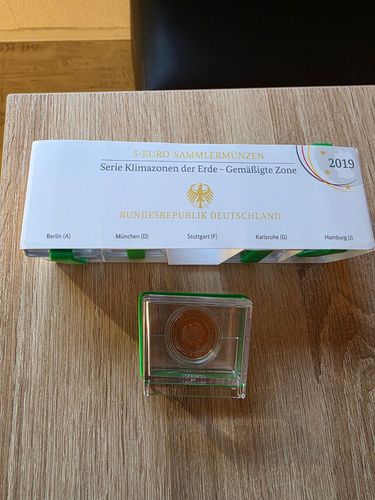 5-EURO-SAMMLERMÜNZEN
Serie Klimazonen der Erde – Gemäßigte Zone
2019
BUNDESREPUBLIK DEUTSCHLAND
Berlin (A) München (D) Stuttgart (F) Karlsruhe (G) Hamburg (J)